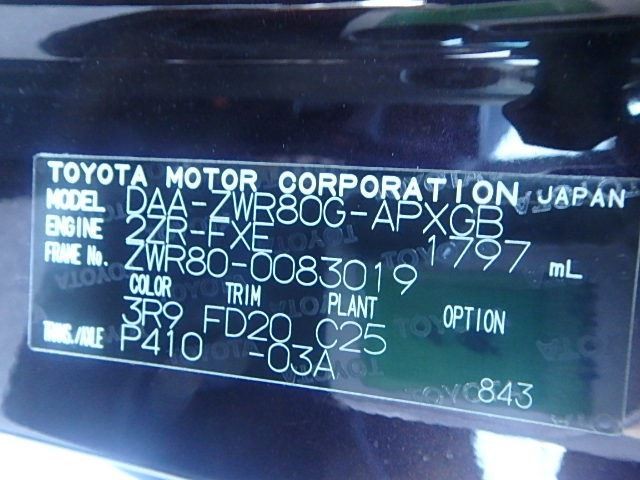 TOYOTA MOTOR CORPORATION JAPAN
MODEL DAA-ZWR80G-APXGB
ENGINE 2ZR-FXE 1797 mL
FRAME No. ZWR80-0083019
COLOR TRIM PLANT OPTION
3R9 FD20 C25
TRANS./AXLE P410 -03A
843